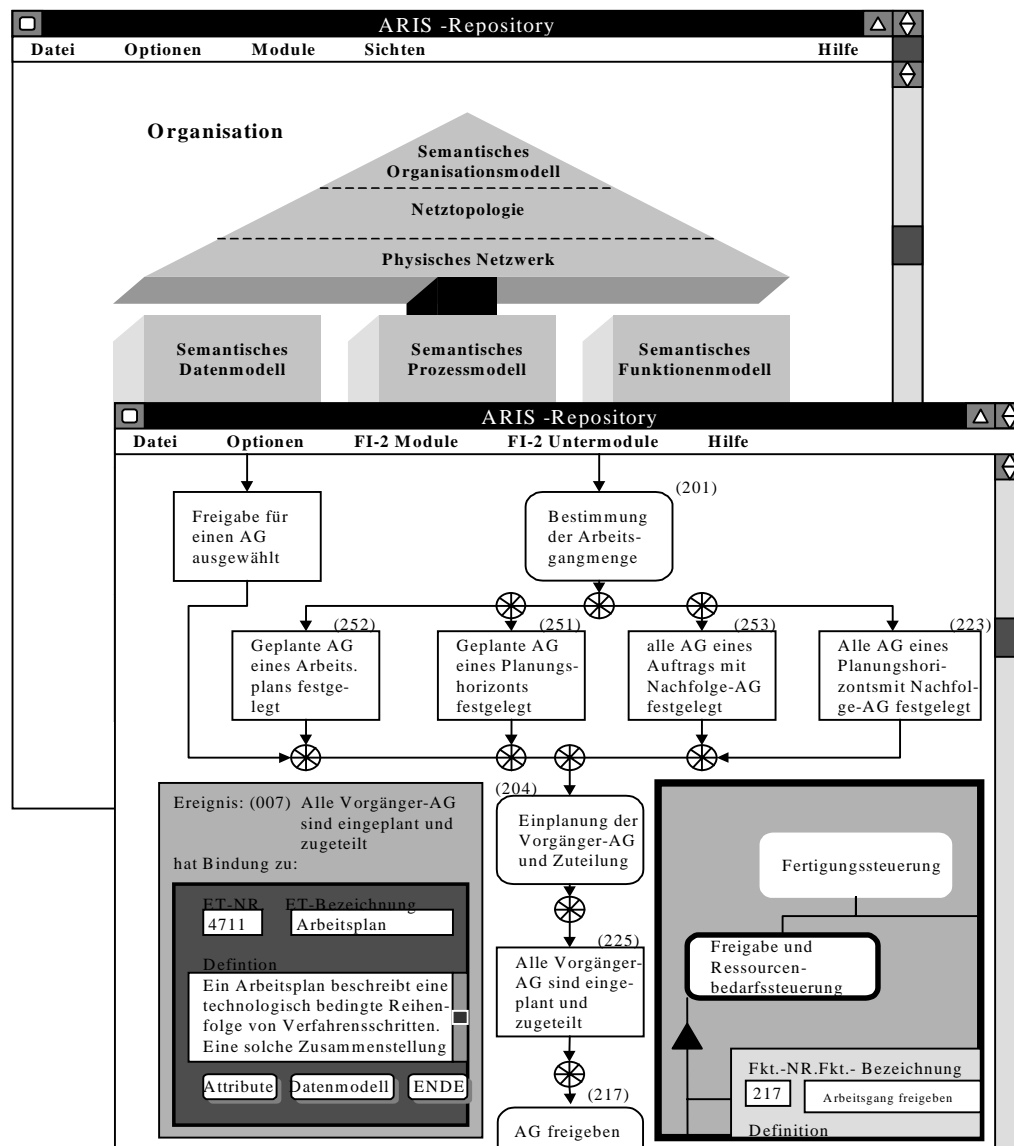 ARIS -Repository
Datei Optionen Module Sichten Hilfe
Organisation
Semantisches
Organisationsmodell
Netztopologie
Physisches Netzwerk
Semantisches
Datenmodell
Semantisches
Prozessmodell
Semantisches
Funktionenmodell
ARIS -Repository
Datei Optionen FI-2 Module FI-2 Untermodule Hilfe
Freigabe für
einen AG
ausgewählt
(201)
Bestimmung
der Arbeits-
gangmenge
(252)
Geplante AG
eines Arbeits.
plans festge-
legt
(251)
Geplante AG
eines Planungs-
horizonts
festgelegt
(253)
alle AG eines
Auftrags mit
Nachfolge-AG
festgelegt
(223)
Alle AG eines
Planungshori-
zontsmit Nachfol-
ge-AG festgelegt
Ereignis: (007) Alle Vorgänger-AG
sind eingeplant und
zugeteilt
hat Bindung zu:
ET-NR. ET-Bezeichnung
4711 Arbeitsplan
Defintion
Ein Arbeitsplan beschreibt eine
technologisch bedingte Reihen-
folge von Verfahrensschritten.
Eine solche Zusammenstellung
Attribute Datenmodell ENDE
(204)
Einplanung der
Vorgänger-AG
und Zuteilung
(225)
Alle Vorgänger-
AG sind einge-
plant und
zugeteilt
(217)
AG freigeben
Fertigungssteuerung
Freigabe und
Ressourcen-
bedarfssteuerung
Fkt.-NR.Fkt.- Bezeichnung
217 Arbeitsgang freigeben
Definition